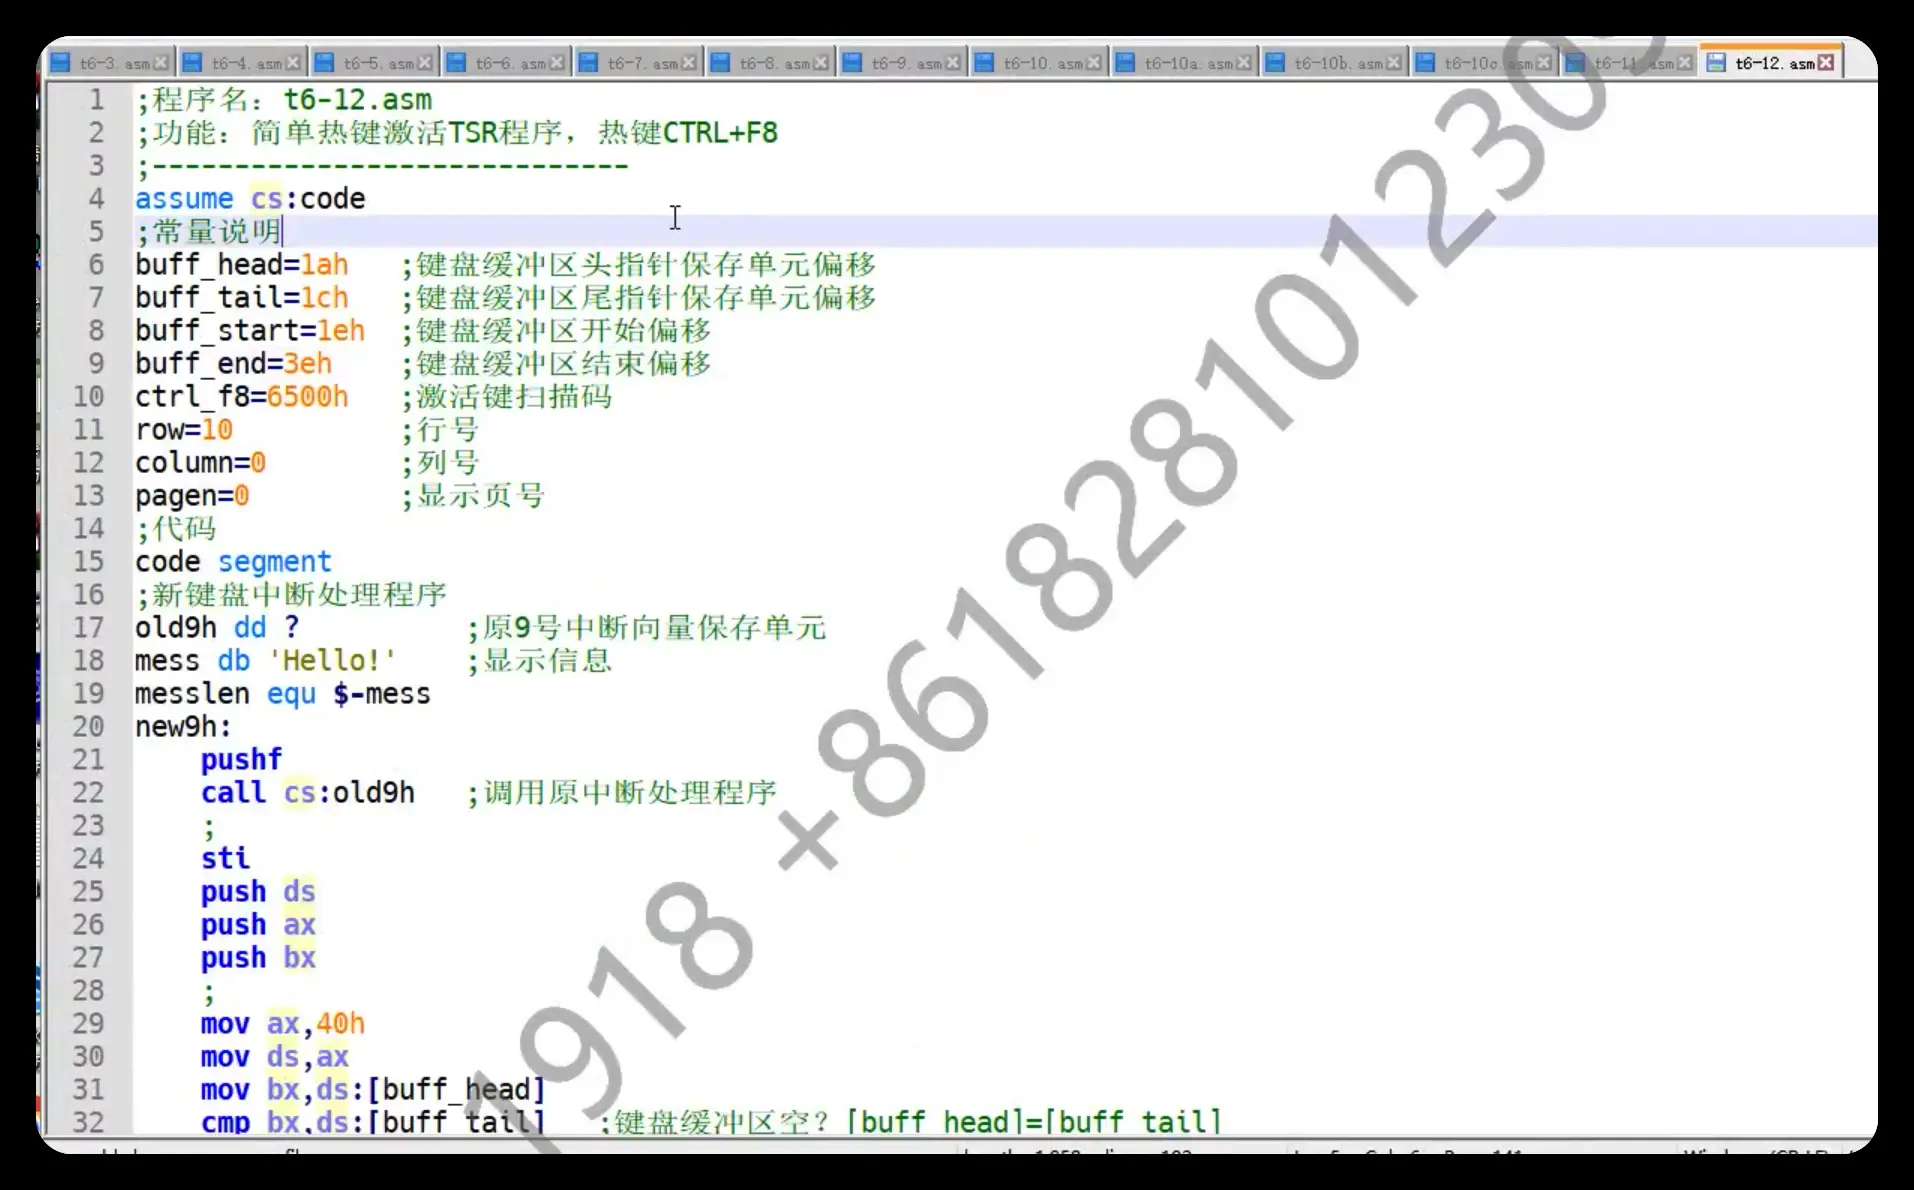 t6-3.asm t6-4.asm t6-5.asm t6-6.asm t6-7.asm t6-8.asm t6-9.asm t6-10.asm t6-10a.asm t6-10b.asm t6-10c.asm t6-11.asm t6-12.asm
1 ;程序名：t6-12.asm
2 ;功能：简单热键激活TSR程序，热键CTRL+F8
3 ;-----------------------------
4 assume cs:code
5 ;常量说明
6 buff_head=1ah ;键盘缓冲区头指针保存单元偏移
7 buff_tail=1ch ;键盘缓冲区尾指针保存单元偏移
8 buff_start=1eh ;键盘缓冲区开始偏移
9 buff_end=3eh ;键盘缓冲区结束偏移
10 ctrl_f8=6500h ;激活键扫描码
11 row=10 ;行号
12 column=0 ;列号
13 pagen=0 ;显示页号
14 ;代码
15 code segment
16 ;新键盘中断处理程序
17 old9h dd ? ;原9号中断向量保存单元
18 mess db 'Hello!' ;显示信息
19 messlen equ $-mess
20 new9h:
21 pushf
22 call cs:old9h ;调用原中断处理程序
23 ;
24 sti
25 push ds
26 push ax
27 push bx
28 ;
29 mov ax,40h
30 mov ds,ax
31 mov bx,ds:[buff_head]
32 cmp bx,ds:[buff_tail] ;键盘缓冲区空？[buff_head]=[buff_tail]
1918 +8618281012305